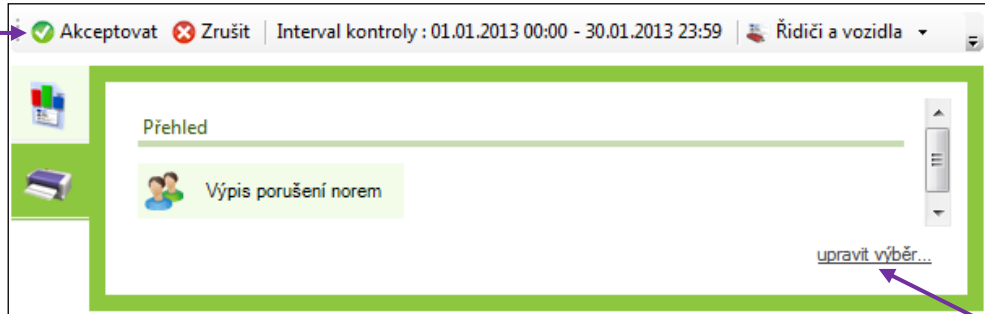 Akceptovat Zrušit Interval kontroly : 01.01.2013 00:00 - 30.01.2013 23:59 Řidiči a vozidla
Přehled
Výpis porušení norem
upravit výběr...